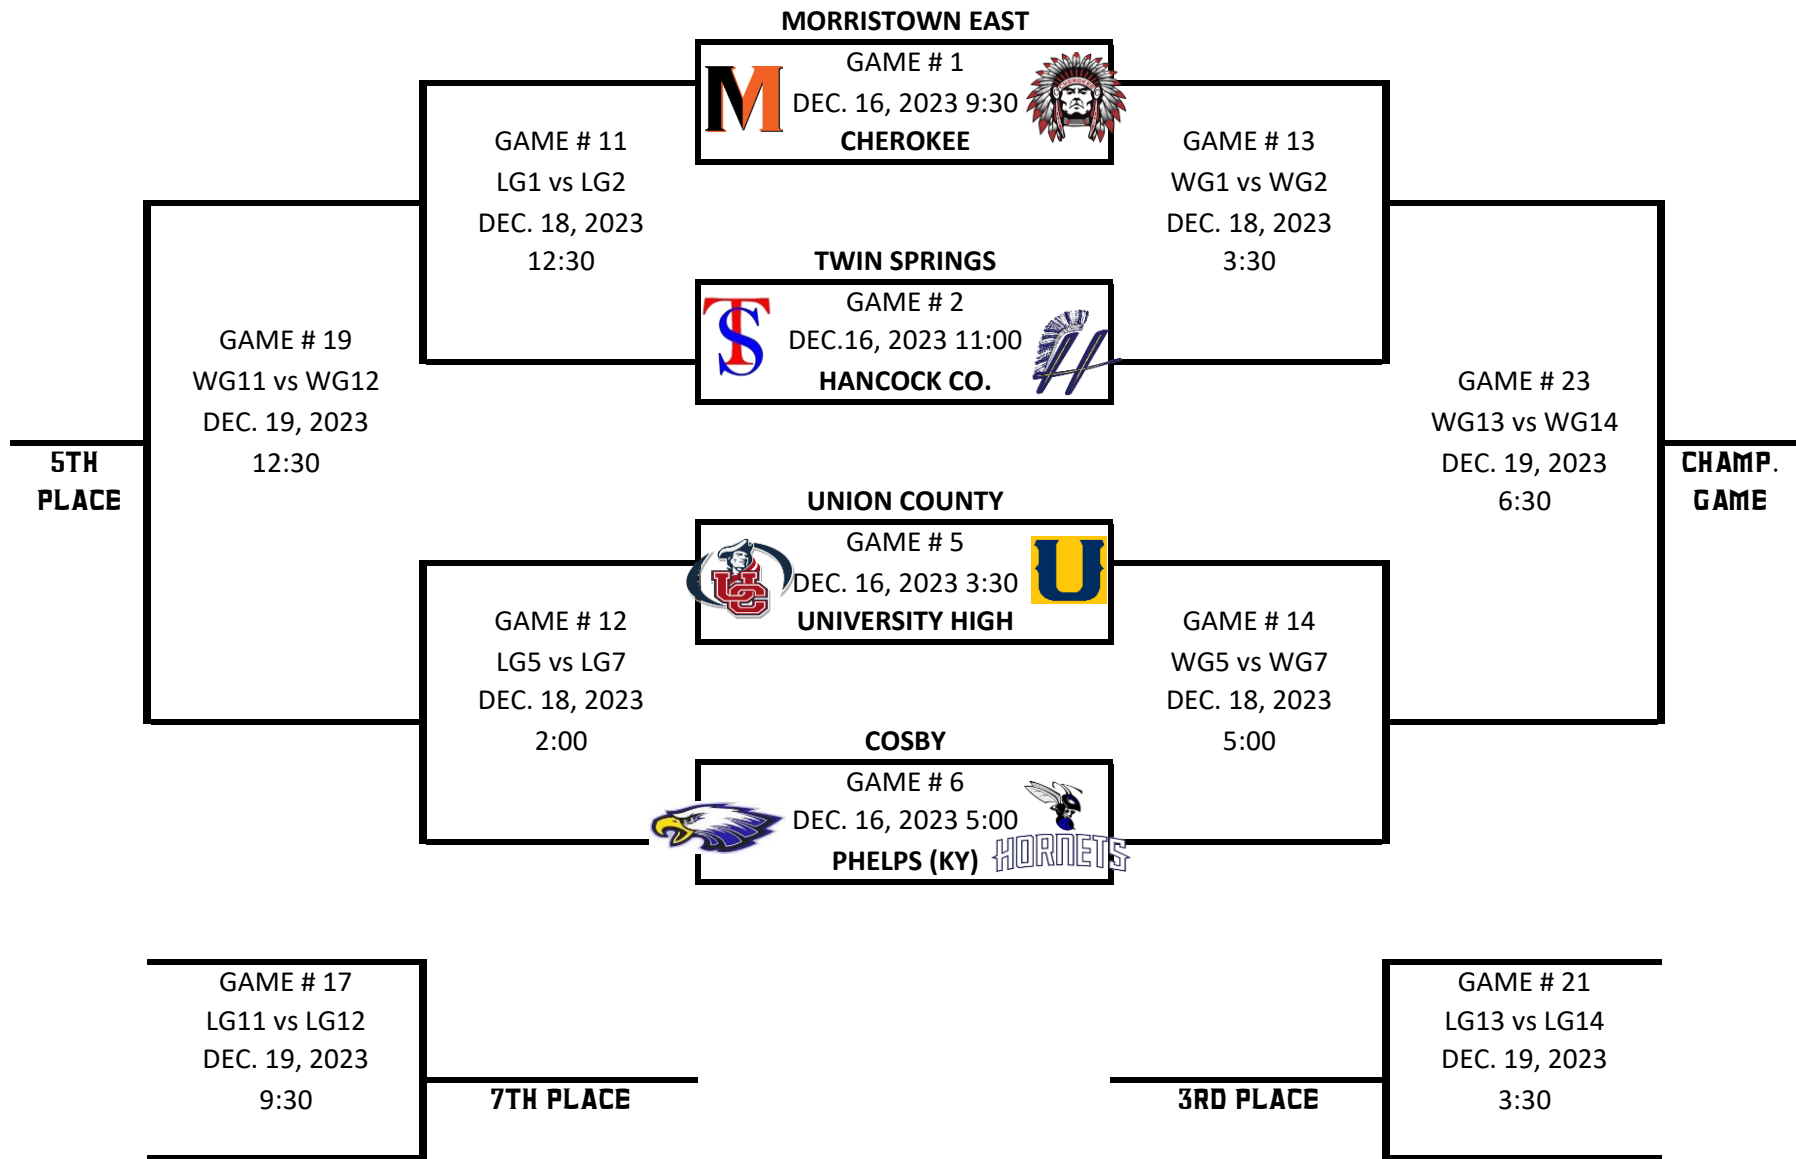 MORRISTOWN EAST
GAME # 1
DEC. 16, 2023 9:30
CHEROKEE
M
CHEROKEE
GAME # 11
LG1 vs LG2
DEC. 18, 2023
12:30
GAME # 13
WG1 vs WG2
DEC. 18, 2023
3:30
TWIN SPRINGS
GAME # 2
DEC.16, 2023 11:00
HANCOCK CO.
TS
H
GAME # 19
WG11 vs WG12
DEC. 19, 2023
12:30
5TH
PLACE
GAME # 23
WG13 vs WG14
DEC. 19, 2023
6:30
CHAMP.
GAME
UNION COUNTY
GAME # 5
DEC. 16, 2023 3:30
UNIVERSITY HIGH
UC
U
GAME # 12
LG5 vs LG7
DEC. 18, 2023
2:00
GAME # 14
WG5 vs WG7
DEC. 18, 2023
5:00
COSBY
GAME # 6
DEC. 16, 2023 5:00
PHELPS (KY)
HORNETS
GAME # 17
LG11 vs LG12
DEC. 19, 2023
9:30
7TH PLACE
GAME # 21
LG13 vs LG14
DEC. 19, 2023
3:30
3RD PLACE